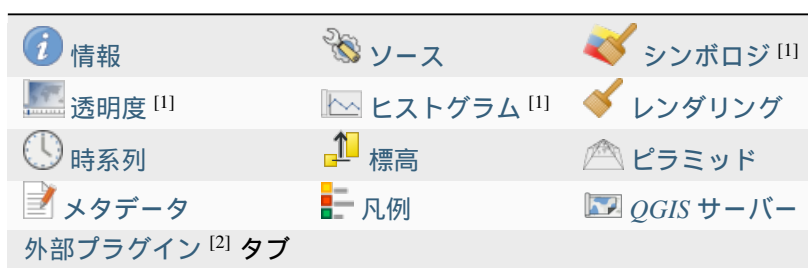 情報 ソース シンボロジ [1]
透明度 [1] ヒストグラム [1] レンダリング
時系列 標高 ピラミッド
メタデータ 凡例 QGIS サーバー
外部プラグイン [2] タブ